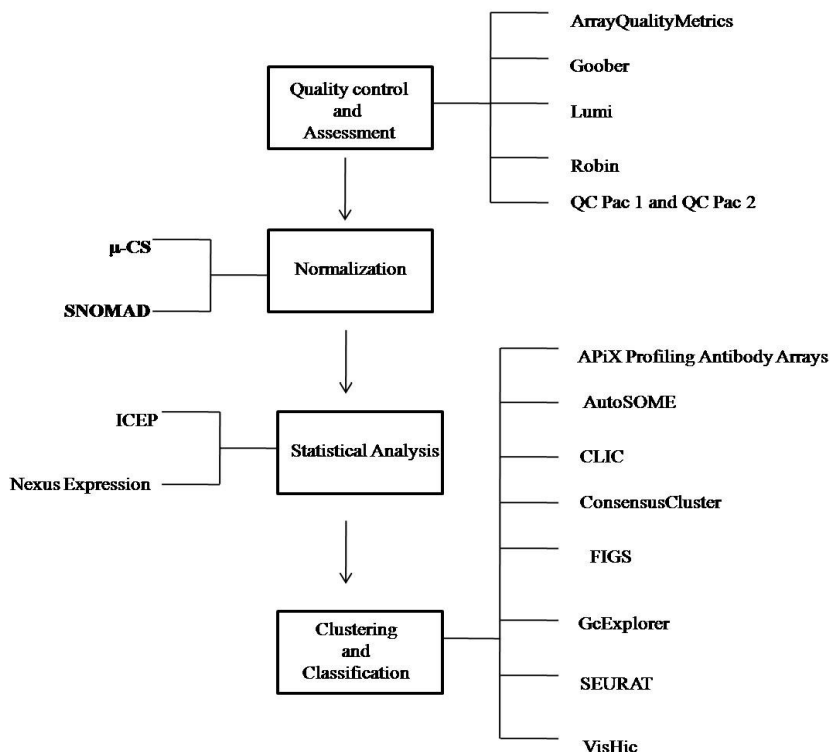 ArrayQualityMetrics
Goober
Quality control
and
Assessment
Lumi
Robin
QC Pac 1 and QC Pac 2
µ-CS
Normalization
SNOMAD
APiX Profiling Antibody Arrays
AutoSOME
ICEP
Statistical Analysis
CLIC
Nexus Expression
ConsensusCluster
FIGS
Clustering
and
Classification
GcExplorer
SEURAT
VisHic